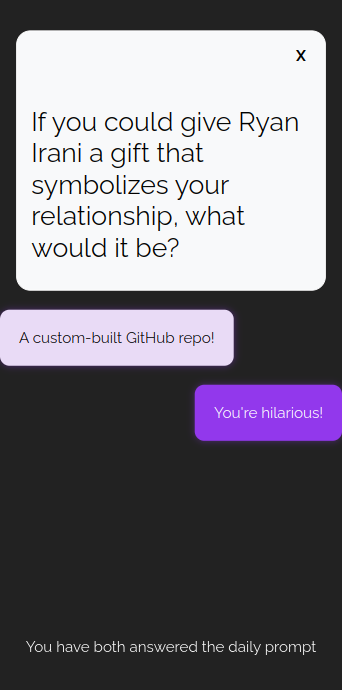 X
If you could give Ryan
Irani a gift that
symbolizes your
relationship, what
would it be?
A custom-built GitHub repo!
You're hilarious!
You have both answered the daily prompt